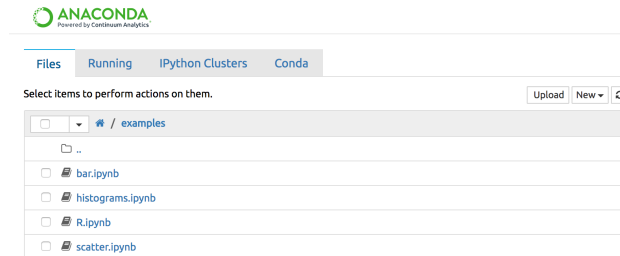 ANACONDA
Powered by Continuum Analytics
Files Running IPython Clusters Conda
Select items to perform actions on them. Upload New
/ examples
..
bar.ipynb
histograms.ipynb
R.ipynb
scatter.ipynb